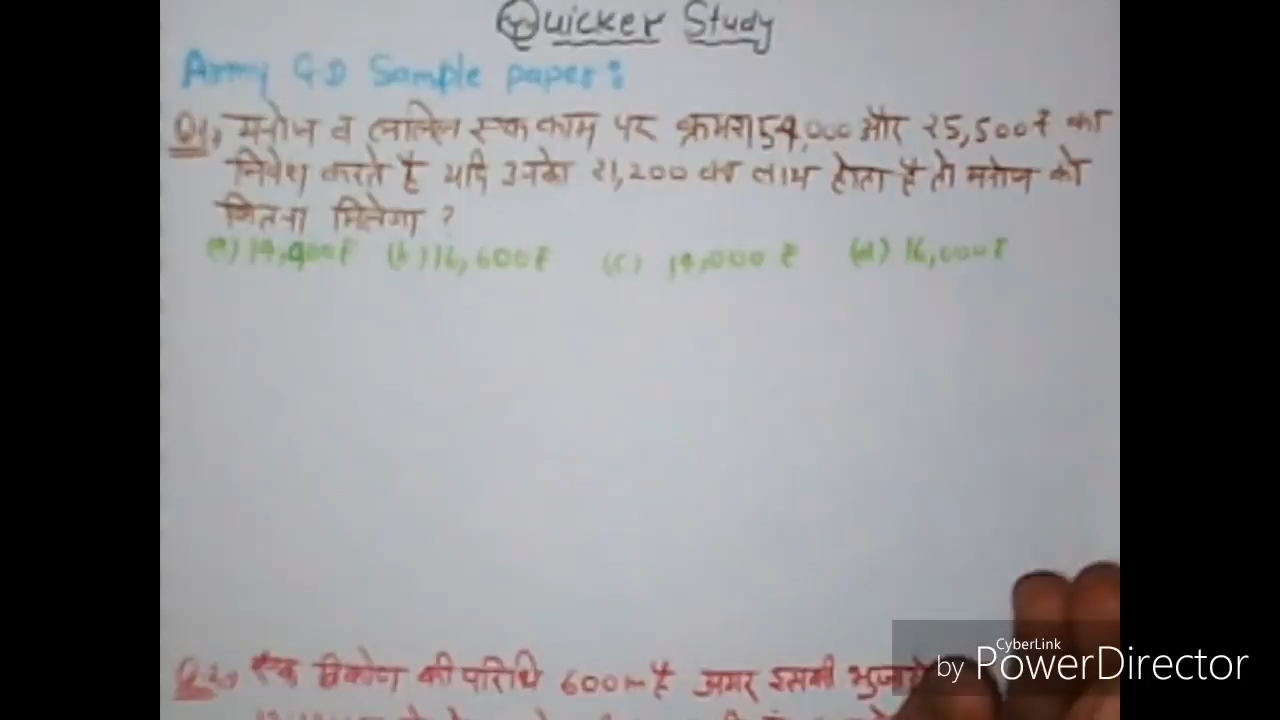 Quicker Study
Army GD Sample paper:
Q1, मनोज व ललित एक काम पर क्रमश 54,000 और 25,500₹ का
निवेश करते है यदि उनको 21,200 का लाभ होता है तो मनोज को
कितना मिलेगा ?
(a) 14,900₹ (b) 16,600₹ (c) 14,000 ₹ (d) 16,000₹
Q2, एक त्रिकोण की परिधि 600m है अगर इसकी
CyberLink
by PowerDirector